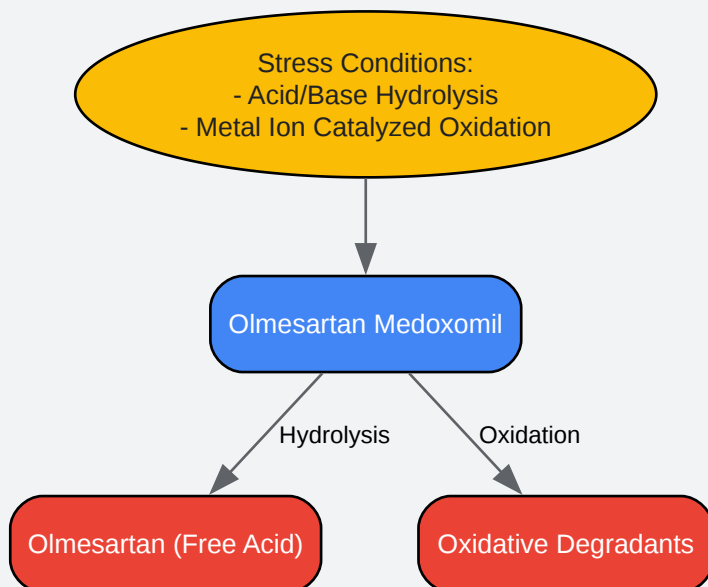 Stress Conditions:
- Acid/Base Hydrolysis
- Metal Ion Catalyzed Oxidation
Olmesartan Medoxomil
Hydrolysis
Oxidation
Olmesartan (Free Acid)
Oxidative Degradants